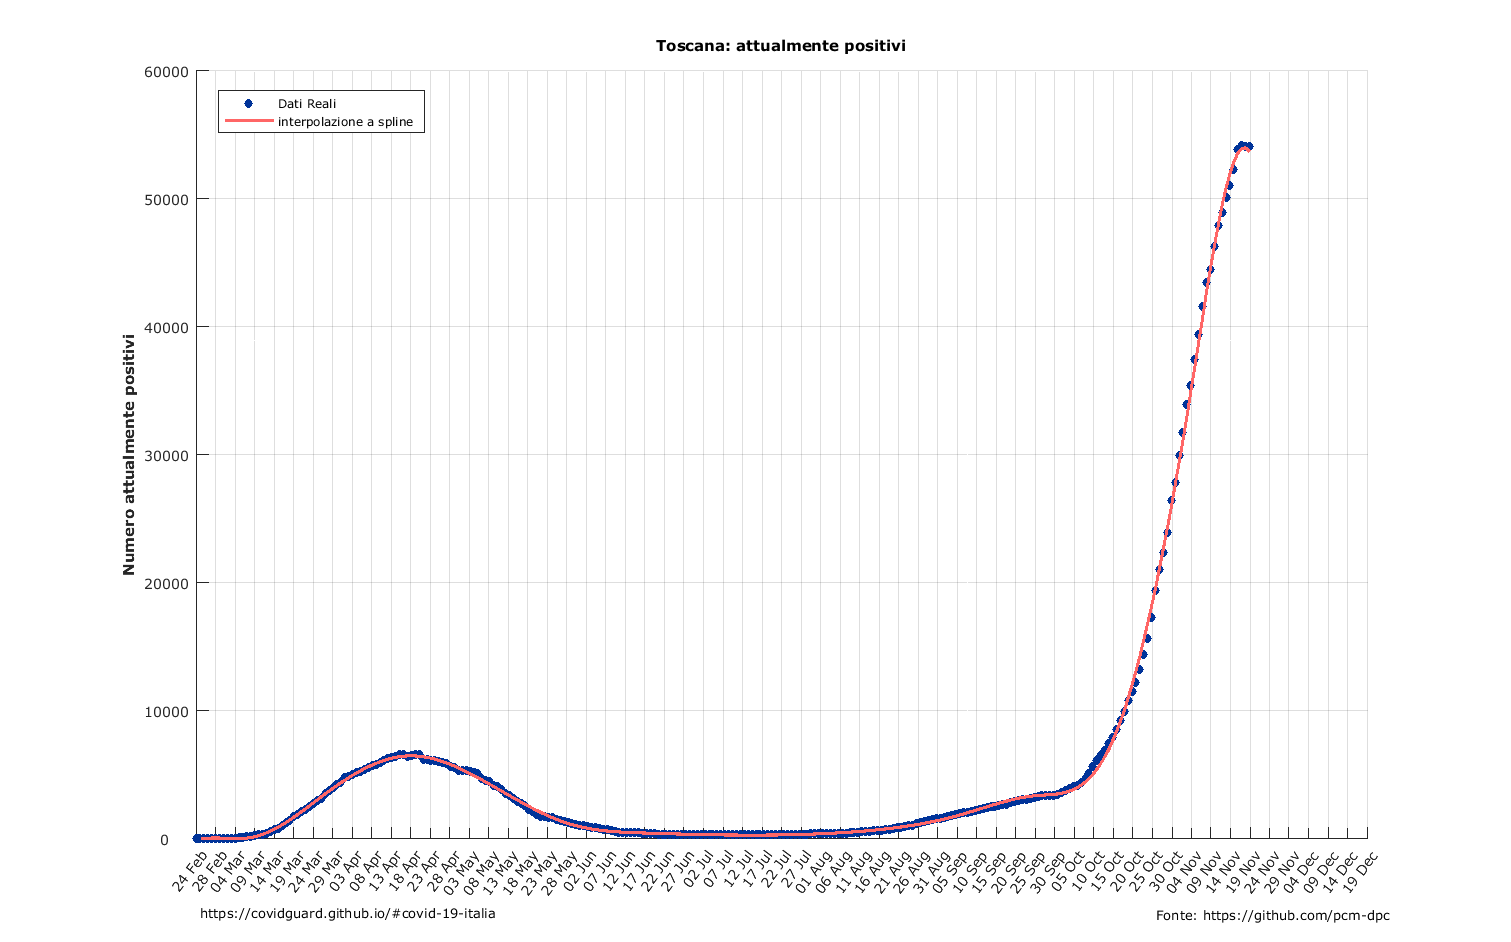 Toscana: attualmente positivi
60000
50000
40000
30000
20000
10000
0
Numero attualmente positivi
Dati Reali
interpolazione a spline
24 Feb
28 Feb
04 Mar
09 Mar
14 Mar
19 Mar
24 Mar
29 Mar
03 Apr
08 Apr
13 Apr
18 Apr
23 Apr
28 Apr
03 May
08 May
13 May
18 May
23 May
28 May
02 Jun
07 Jun
12 Jun
17 Jun
22 Jun
27 Jun
02 Jul
07 Jul
12 Jul
17 Jul
22 Jul
27 Jul
01 Aug
06 Aug
11 Aug
16 Aug
21 Aug
26 Aug
31 Aug
05 Sep
10 Sep
15 Sep
20 Sep
25 Sep
30 Sep
05 Oct
10 Oct
15 Oct
20 Oct
25 Oct
30 Oct
04 Nov
09 Nov
14 Nov
19 Nov
24 Nov
29 Nov
04 Dec
09 Dec
14 Dec
19 Dec
https://covidguard.github.io/#covid-19-italia
Fonte: https://github.com/pcm-dpc